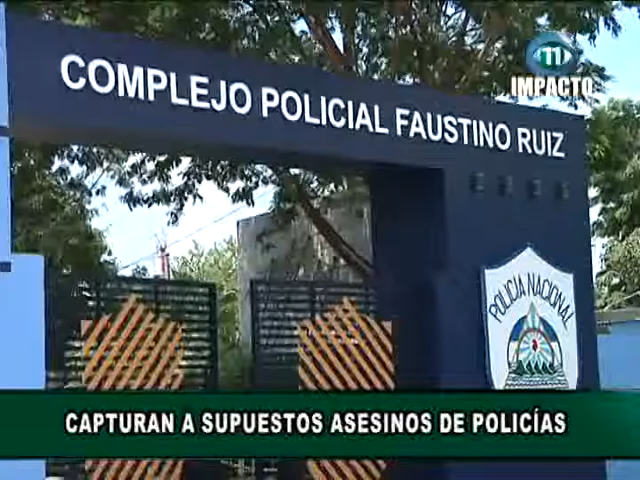 11
IMPACTO
COMPLEJO POLICIAL FAUSTINO RUIZ
POLICIA NACIONAL
CAPTURAN A SUPUESTOS ASESINOS DE POLICÍAS